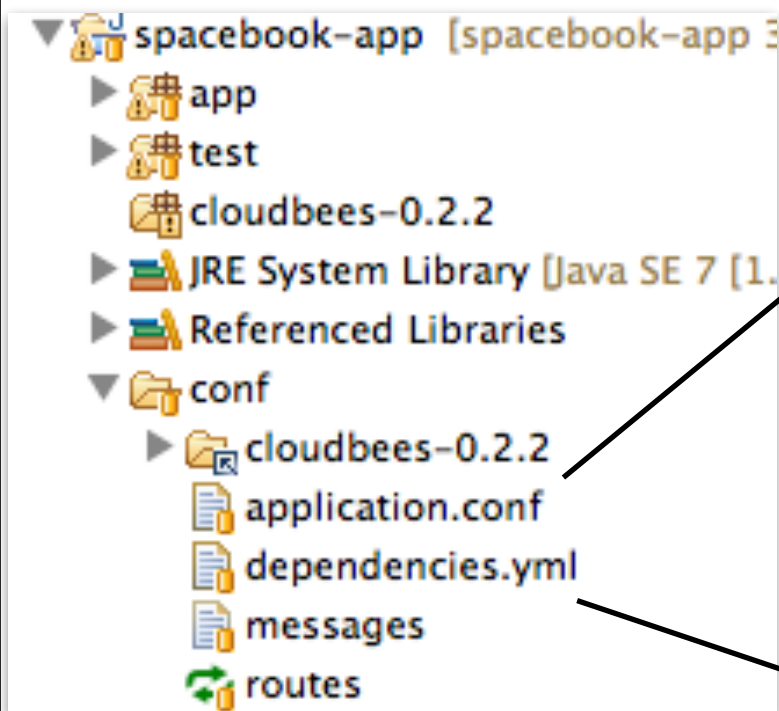 spacebook-app [spacebook-app 3
app
test
cloudbees-0.2.2
JRE System Library [Java SE 7 [1.
Referenced Libraries
conf
cloudbees-0.2.2
application.conf
dependencies.yml
messages
routes